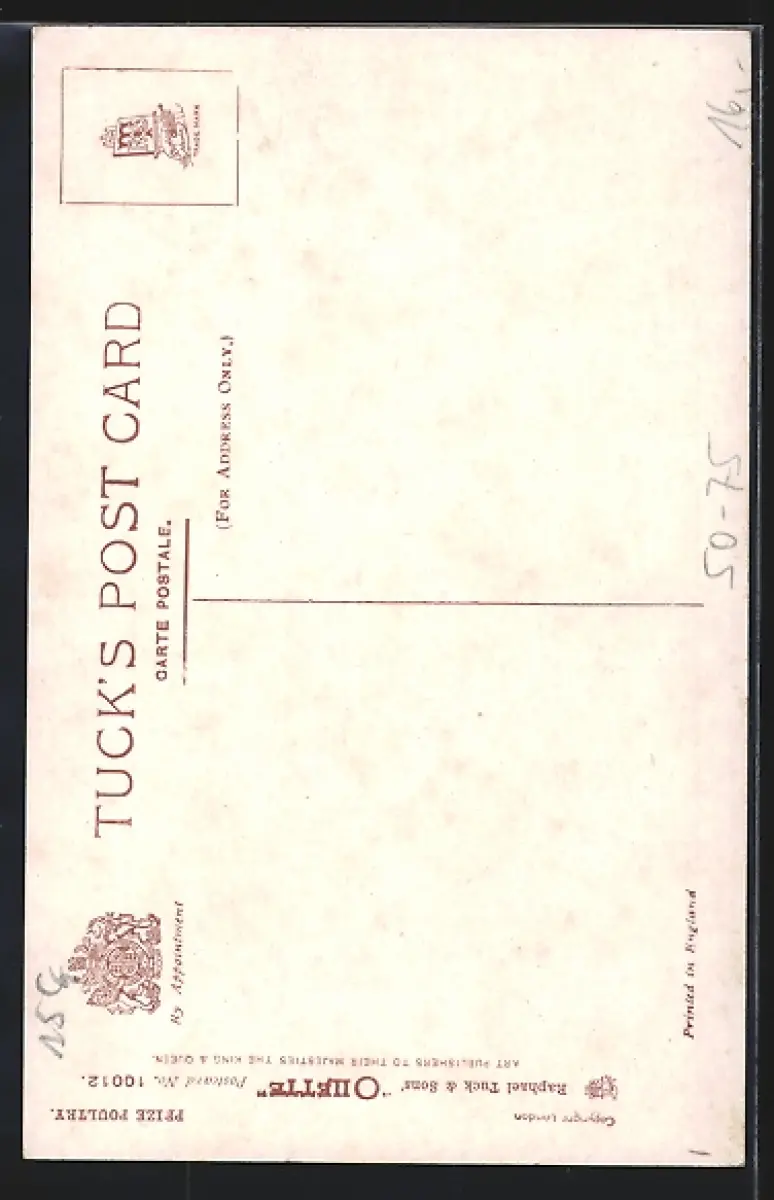 TUCK'S POST CARD
CARTE POSTALE.
(FOR ADDRESS ONLY.)
TRADE MARK
By Appointment
PRIZE POULTRY.
Copyright London
Raphael Tuck & Sons' "OILETTE" Postcard No. 10012.
ART PUBLISHERS TO THEIR MAJESTIES THE KING & QUEEN.
Printed in England
16,-
50-75